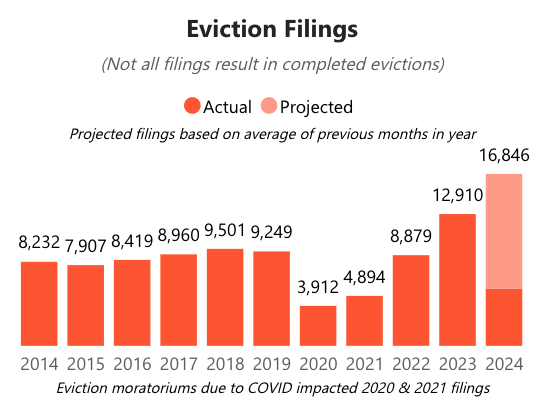 Eviction Filings
(Not all filings result in completed evictions)
Actual Projected
Projected filings based on average of previous months in year
8,232 7,907 8,419 8,960 9,501 9,249 3,912 4,894 8,879 12,910 16,846
2014 2015 2016 2017 2018 2019 2020 2021 2022 2023 2024
Eviction moratoriums due to COVID impacted 2020 & 2021 filings